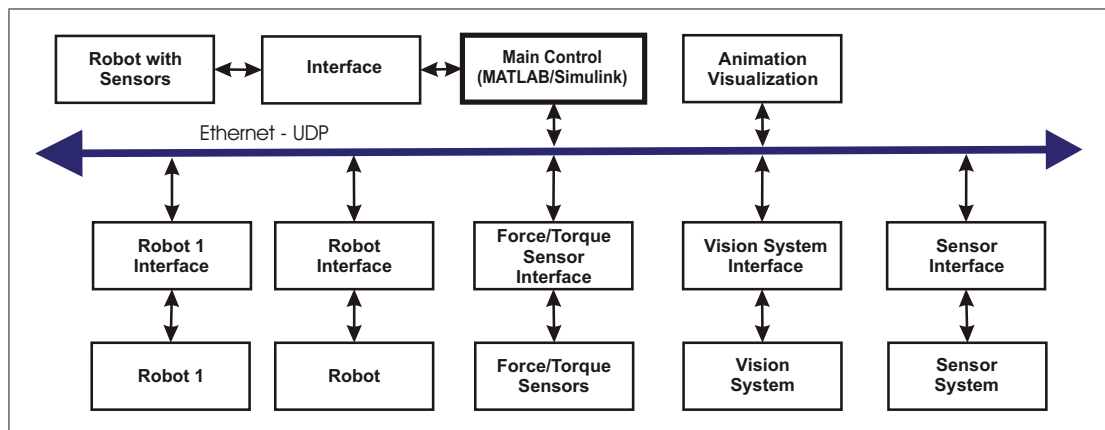 Robot with
Sensors
Interface
Main Control
(MATLAB/Simulink)
Animation
Visualization
Ethernet - UDP
Robot 1
Interface
Robot
Interface
Force/Torque
Sensor
Interface
Vision System
Interface
Sensor
Interface
Robot 1
Robot
Force/Torque
Sensors
Vision
System
Sensor
System